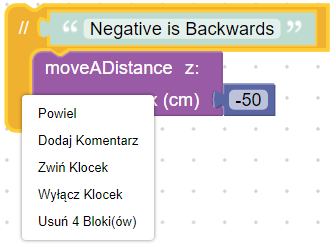 // “ Negative is Backwards ”
moveADistance z:
x (cm) -50
Powiel
Dodaj Komentarz
Zwiń Klocek
Wyłącz Klocek
Usuń 4 Bloki(ów)